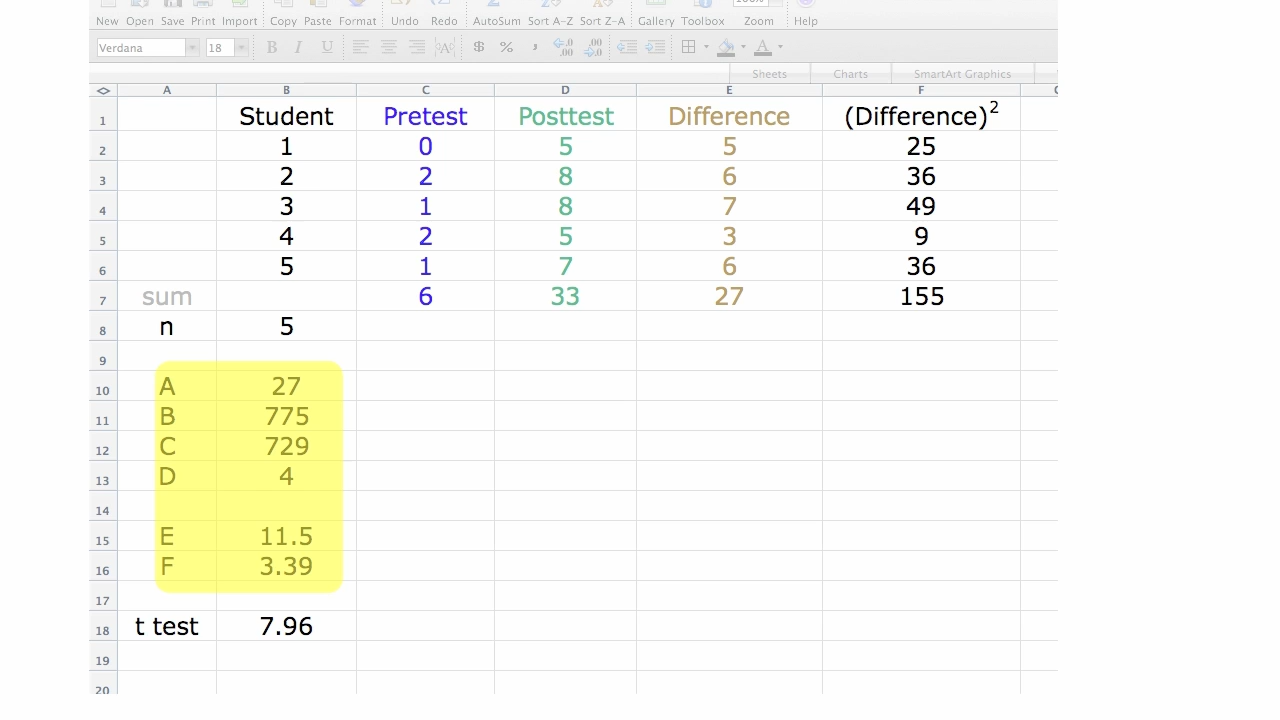 New Open Save Print Import Copy Paste Format Undo Redo AutoSum Sort A-Z Sort Z-A Gallery Toolbox Zoom Help
Verdana 18 B I U $ % ,
Sheets Charts SmartArt Graphics
A B C D E F
1 Student Pretest Posttest Difference (Difference)²
2 1 0 5 5 25
3 2 2 8 6 36
4 3 1 8 7 49
5 4 2 5 3 9
6 5 1 7 6 36
7 sum 6 33 27 155
8 n 5
9
10 A 27
11 B 775
12 C 729
13 D 4
14
15 E 11.5
16 F 3.39
17
18 t test 7.96
19
20